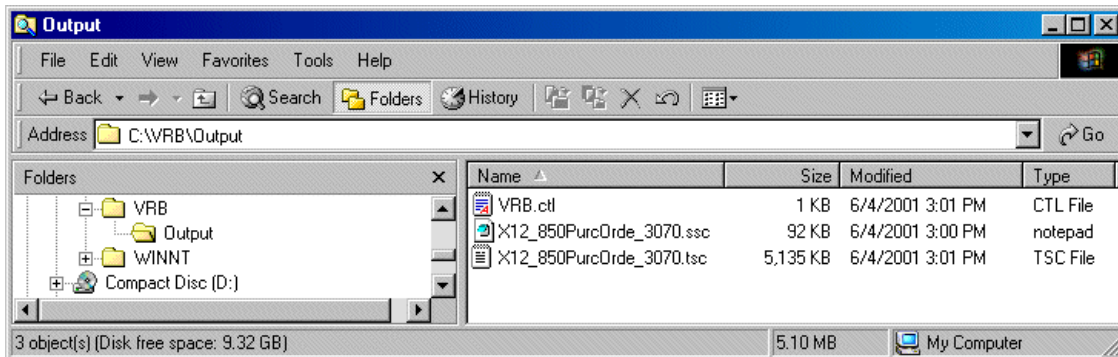 Output
File Edit View Favorites Tools Help
Back Search Folders History
Address C:\VRB\Output Go
Folders
VRB
Output
WINNT
Compact Disc (D:)
Name Size Modified Type
VRB.ctl 1 KB 6/4/2001 3:01 PM CTL File
X12_850PurcOrde_3070.ssc 92 KB 6/4/2001 3:00 PM notepad
X12_850PurcOrde_3070.tsc 5,135 KB 6/4/2001 3:01 PM TSC File
3 object(s) (Disk free space: 9.32 GB) 5.10 MB My Computer